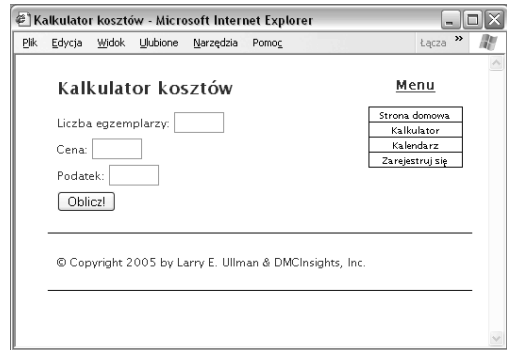 Kalkulator kosztów - Microsoft Internet Explorer
Plik Edycja Widok Ulubione Narzędzia Pomoc Łącza »
Kalkulator kosztów
Liczba egzemplarzy:
Cena:
Podatek:
Oblicz!
Menu
Strona domowa
Kalkulator
Kalendarz
Zarejestruj się
© Copyright 2005 by Larry E. Ullman & DMCInsights, Inc.